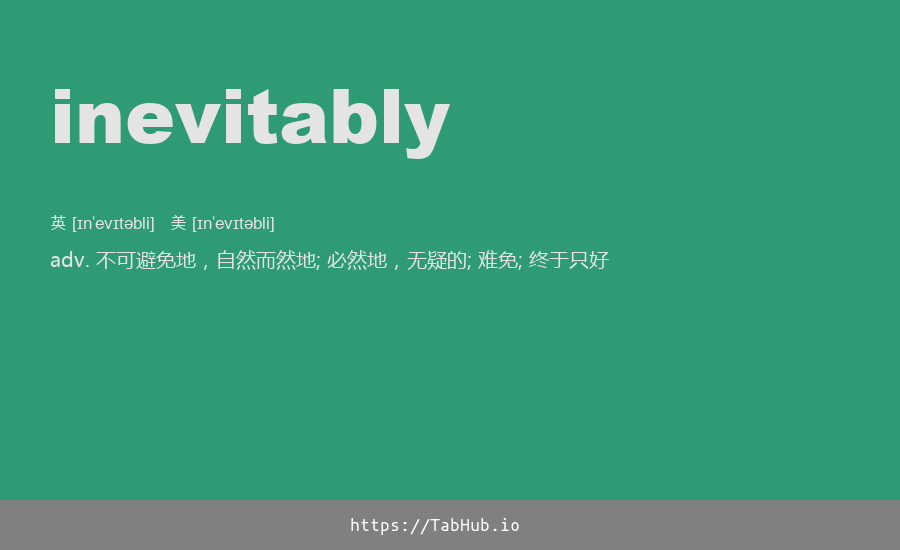 inevitably
英 [ɪnˈevɪtəbli] 美 [ɪnˈevɪtəbli]
adv. 不可避免地，自然而然地; 必然地，无疑的; 难免; 终于只好
https://TabHub.io